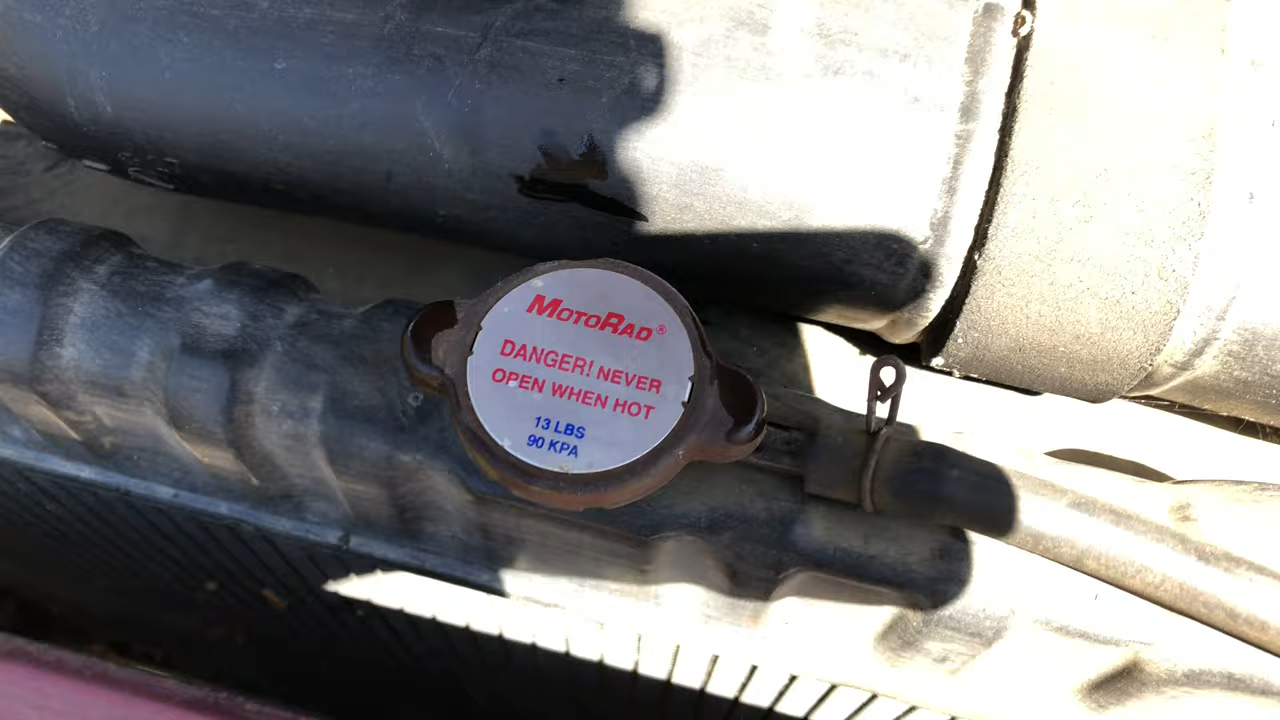 MOTORAD®
DANGER! NEVER
OPEN WHEN HOT
13 LBS
90 KPA